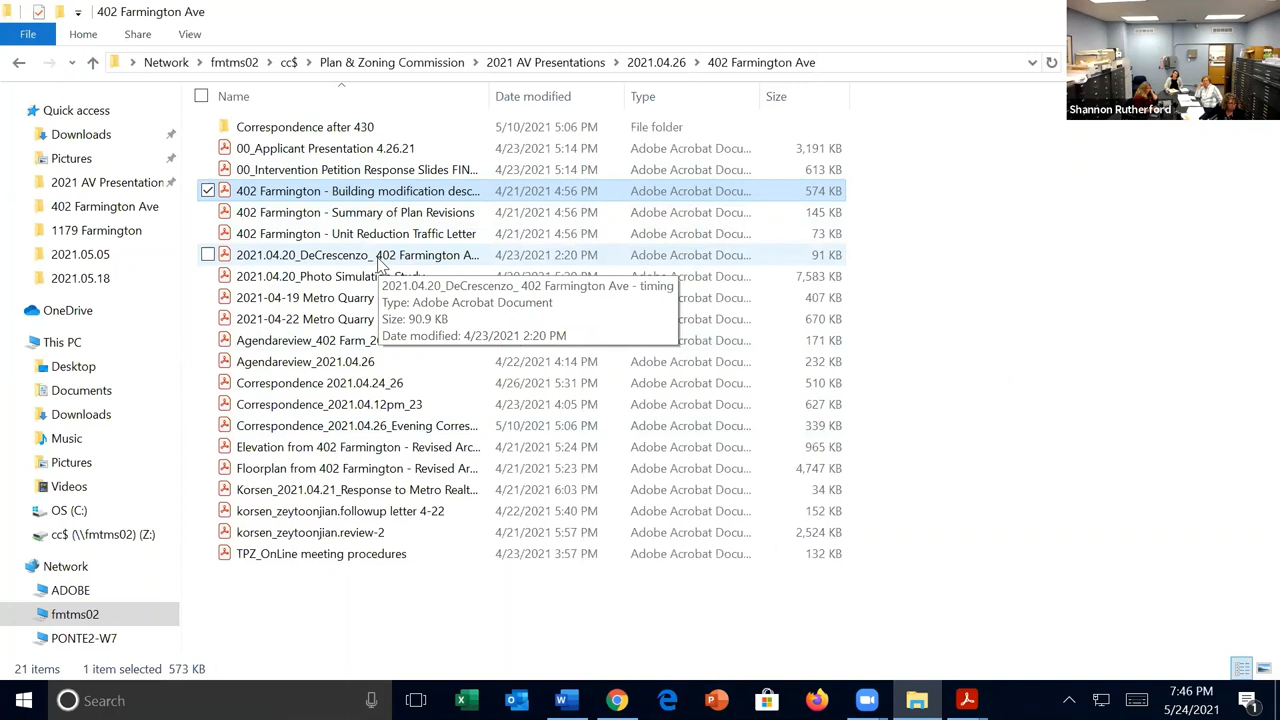 402 Farmington Ave
File Home Share View
Network fmtms02 cc$ Plan & Zoning Commission 2021 AV Presentations 2021.04.26 402 Farmington Ave
Shannon Rutherford
Name Date modified Type Size
Quick access
Downloads
Pictures
2021 AV Presentation
402 Farmington Ave
1179 Farmington
2021.05.05
2021.05.18
OneDrive
This PC
Desktop
Documents
Downloads
Music
Pictures
Videos
OS (C:)
cc$ (\\fmtms02) (Z:)
Network
ADOBE
fmtms02
PONTE2-W7
Correspondence after 430 5/10/2021 5:06 PM File folder
00_Applicant Presentation 4.26.21 4/23/2021 5:14 PM Adobe Acrobat Docu... 3,191 KB
00_Intervention Petition Response Slides FIN... 4/23/2021 5:14 PM Adobe Acrobat Docu... 613 KB
402 Farmington - Building modification desc... 4/21/2021 4:56 PM Adobe Acrobat Docu... 574 KB
402 Farmington - Summary of Plan Revisions 4/21/2021 4:56 PM Adobe Acrobat Docu... 145 KB
402 Farmington - Unit Reduction Traffic Letter 4/21/2021 4:56 PM Adobe Acrobat Docu... 73 KB
2021.04.20_DeCrescenzo_ 402 Farmington A... 4/23/2021 2:20 PM Adobe Acrobat Docu... 91 KB
2021.04.20_Photo Adobe Acrobat Docu... 7,583 KB
2021-04-19 Metro Quarry 407 KB
2021-04-22 Metro Quarry 670 KB
Agendareview_402 Farm_2 171 KB
2021.04.20_DeCrescenzo_ 402 Farmington Ave - timing
Type: Adobe Acrobat Document
Size: 90.9 KB
Date modified: 4/23/2021 2:20 PM
Agendareview_2021.04.26 4/22/2021 4:14 PM Adobe Acrobat Docu... 232 KB
Correspondence 2021.04.24_26 4/26/2021 5:31 PM Adobe Acrobat Docu... 510 KB
Correspondence_2021.04.12pm_23 4/23/2021 4:05 PM Adobe Acrobat Docu... 627 KB
Correspondence_2021.04.26_Evening Corres... 5/10/2021 5:06 PM Adobe Acrobat Docu... 339 KB
Elevation from 402 Farmington - Revised Arc... 4/21/2021 5:24 PM Adobe Acrobat Docu... 965 KB
Floorplan from 402 Farmington - Revised Ar... 4/21/2021 5:23 PM Adobe Acrobat Docu... 4,747 KB
Korsen_2021.04.21_Response to Metro Realt... 4/21/2021 6:03 PM Adobe Acrobat Docu... 34 KB
korsen_zeytoonjian.followup letter 4-22 4/22/2021 5:40 PM Adobe Acrobat Docu... 152 KB
korsen_zeytoonjian.review-2 4/21/2021 5:57 PM Adobe Acrobat Docu... 2,524 KB
TPZ_OnLine meeting procedures 4/23/2021 3:57 PM Adobe Acrobat Docu... 132 KB
21 items 1 item selected 573 KB
Search
7:46 PM
5/24/2021
1